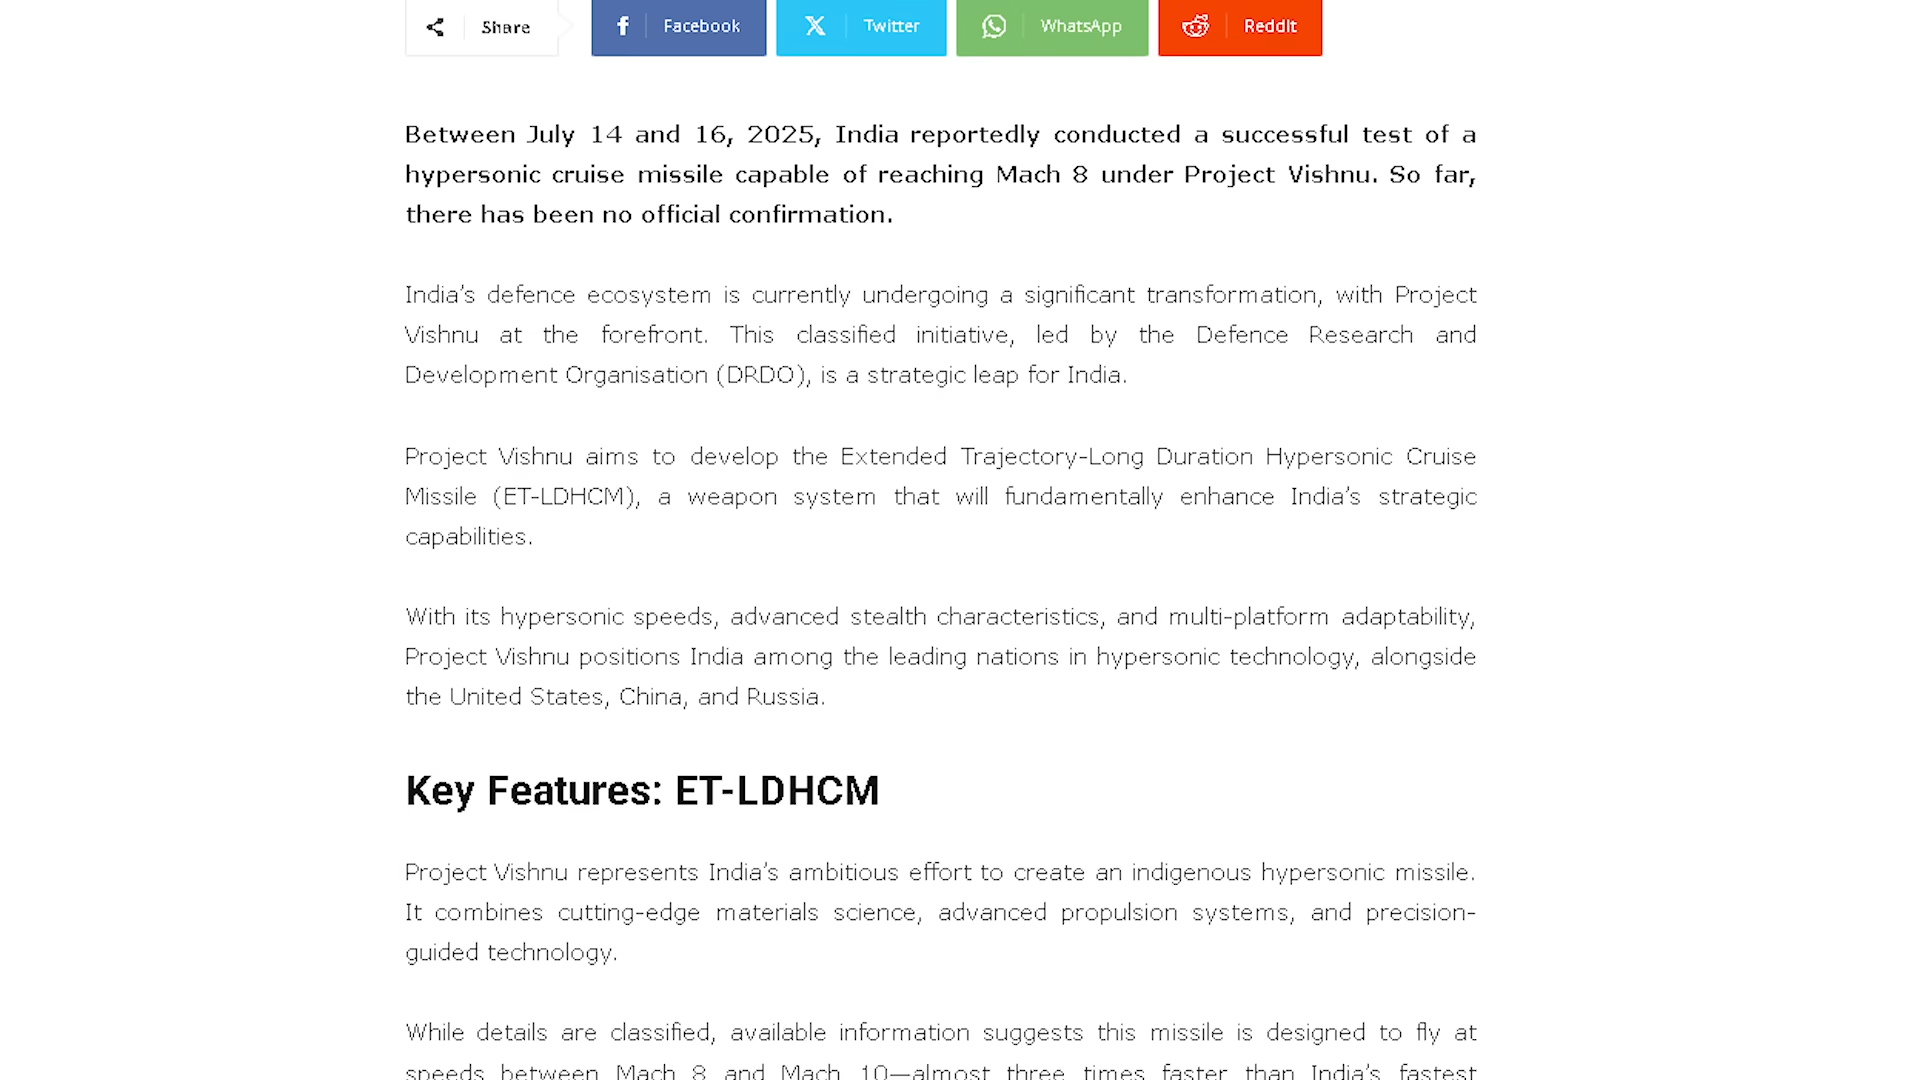 Share
Facebook
Twitter
WhatsApp
ReddIt
Between July 14 and 16, 2025, India reportedly conducted a successful test of a
hypersonic cruise missile capable of reaching Mach 8 under Project Vishnu. So far,
there has been no official confirmation.
India’s defence ecosystem is currently undergoing a significant transformation, with Project
Vishnu at the forefront. This classified initiative, led by the Defence Research and
Development Organisation (DRDO), is a strategic leap for India.
Project Vishnu aims to develop the Extended Trajectory-Long Duration Hypersonic Cruise
Missile (ET-LDHCM), a weapon system that will fundamentally enhance India’s strategic
capabilities.
With its hypersonic speeds, advanced stealth characteristics, and multi-platform adaptability,
Project Vishnu positions India among the leading nations in hypersonic technology, alongside
the United States, China, and Russia.
Key Features: ET-LDHCM
Project Vishnu represents India’s ambitious effort to create an indigenous hypersonic missile.
It combines cutting-edge materials science, advanced propulsion systems, and precision-
guided technology.
While details are classified, available information suggests this missile is designed to fly at
speeds between Mach 8 and Mach 10—almost three times faster than India’s fastest